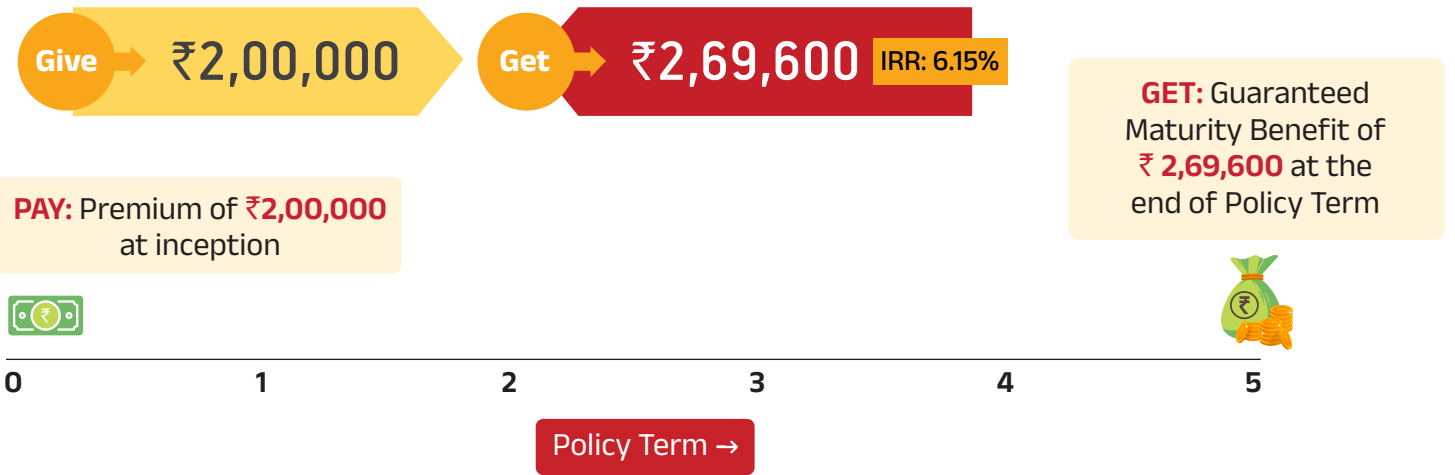 Give
₹2,00,000
Get
₹2,69,600
IRR: 6.15%
PAY: Premium of ₹2,00,000
at inception
GET: Guaranteed
Maturity Benefit of
₹ 2,69,600 at the
end of Policy Term
₹
₹
0 1 2 3 4 5
Policy Term →